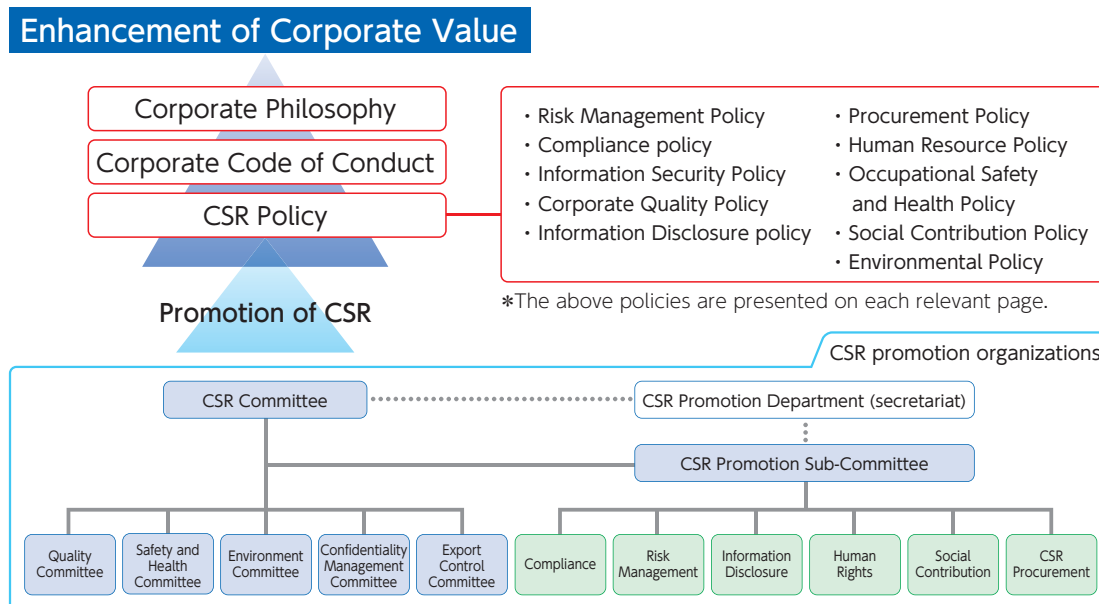 Enhancement of Corporate Value
Corporate Philosophy
Corporate Code of Conduct
CSR Policy
・Risk Management Policy
・Compliance policy
・Information Security Policy
・Corporate Quality Policy
・Information Disclosure policy
・Procurement Policy
・Human Resource Policy
・Occupational Safety
and Health Policy
・Social Contribution Policy
・Environmental Policy
*The above policies are presented on each relevant page.
Promotion of CSR
CSR promotion organizations
CSR Committee
CSR Promotion Department (secretariat)
CSR Promotion Sub-Committee
Quality
Committee
Safety and
Health
Committee
Environment
Committee
Confidentiality
Management
Committee
Export
Control
Committee
Compliance
Risk
Management
Information
Disclosure
Human
Rights
Social
Contribution
CSR
Procurement